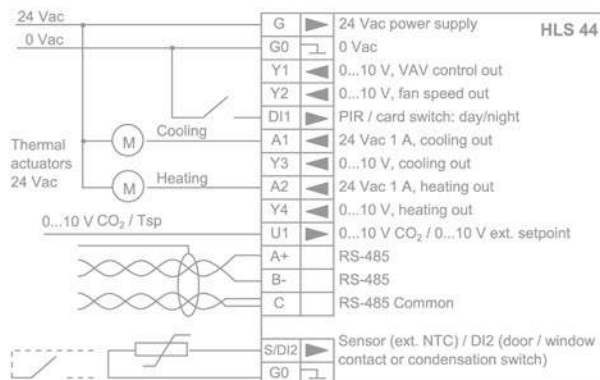 24 Vac G 24 Vac power supply HLS 44
0 Vac G0 0 Vac
Y1 0...10 V, VAV control out
Y2 0...10 V, fan speed out
DI1 PIR / card switch: day/night
Thermal actuators 24 Vac
M Cooling A1 24 Vac 1 A, cooling out
Y3 0...10 V, cooling out
M Heating A2 24 Vac 1 A, heating out
Y4 0...10 V, heating out
0...10 V CO₂ / Tsp U1 0...10 V CO₂ / 0...10 V ext. setpoint
A+ RS-485
B- RS-485
C RS-485 Common
S/DI2 Sensor (ext. NTC) / DI2 (door / window
contact or condensation switch)
G0